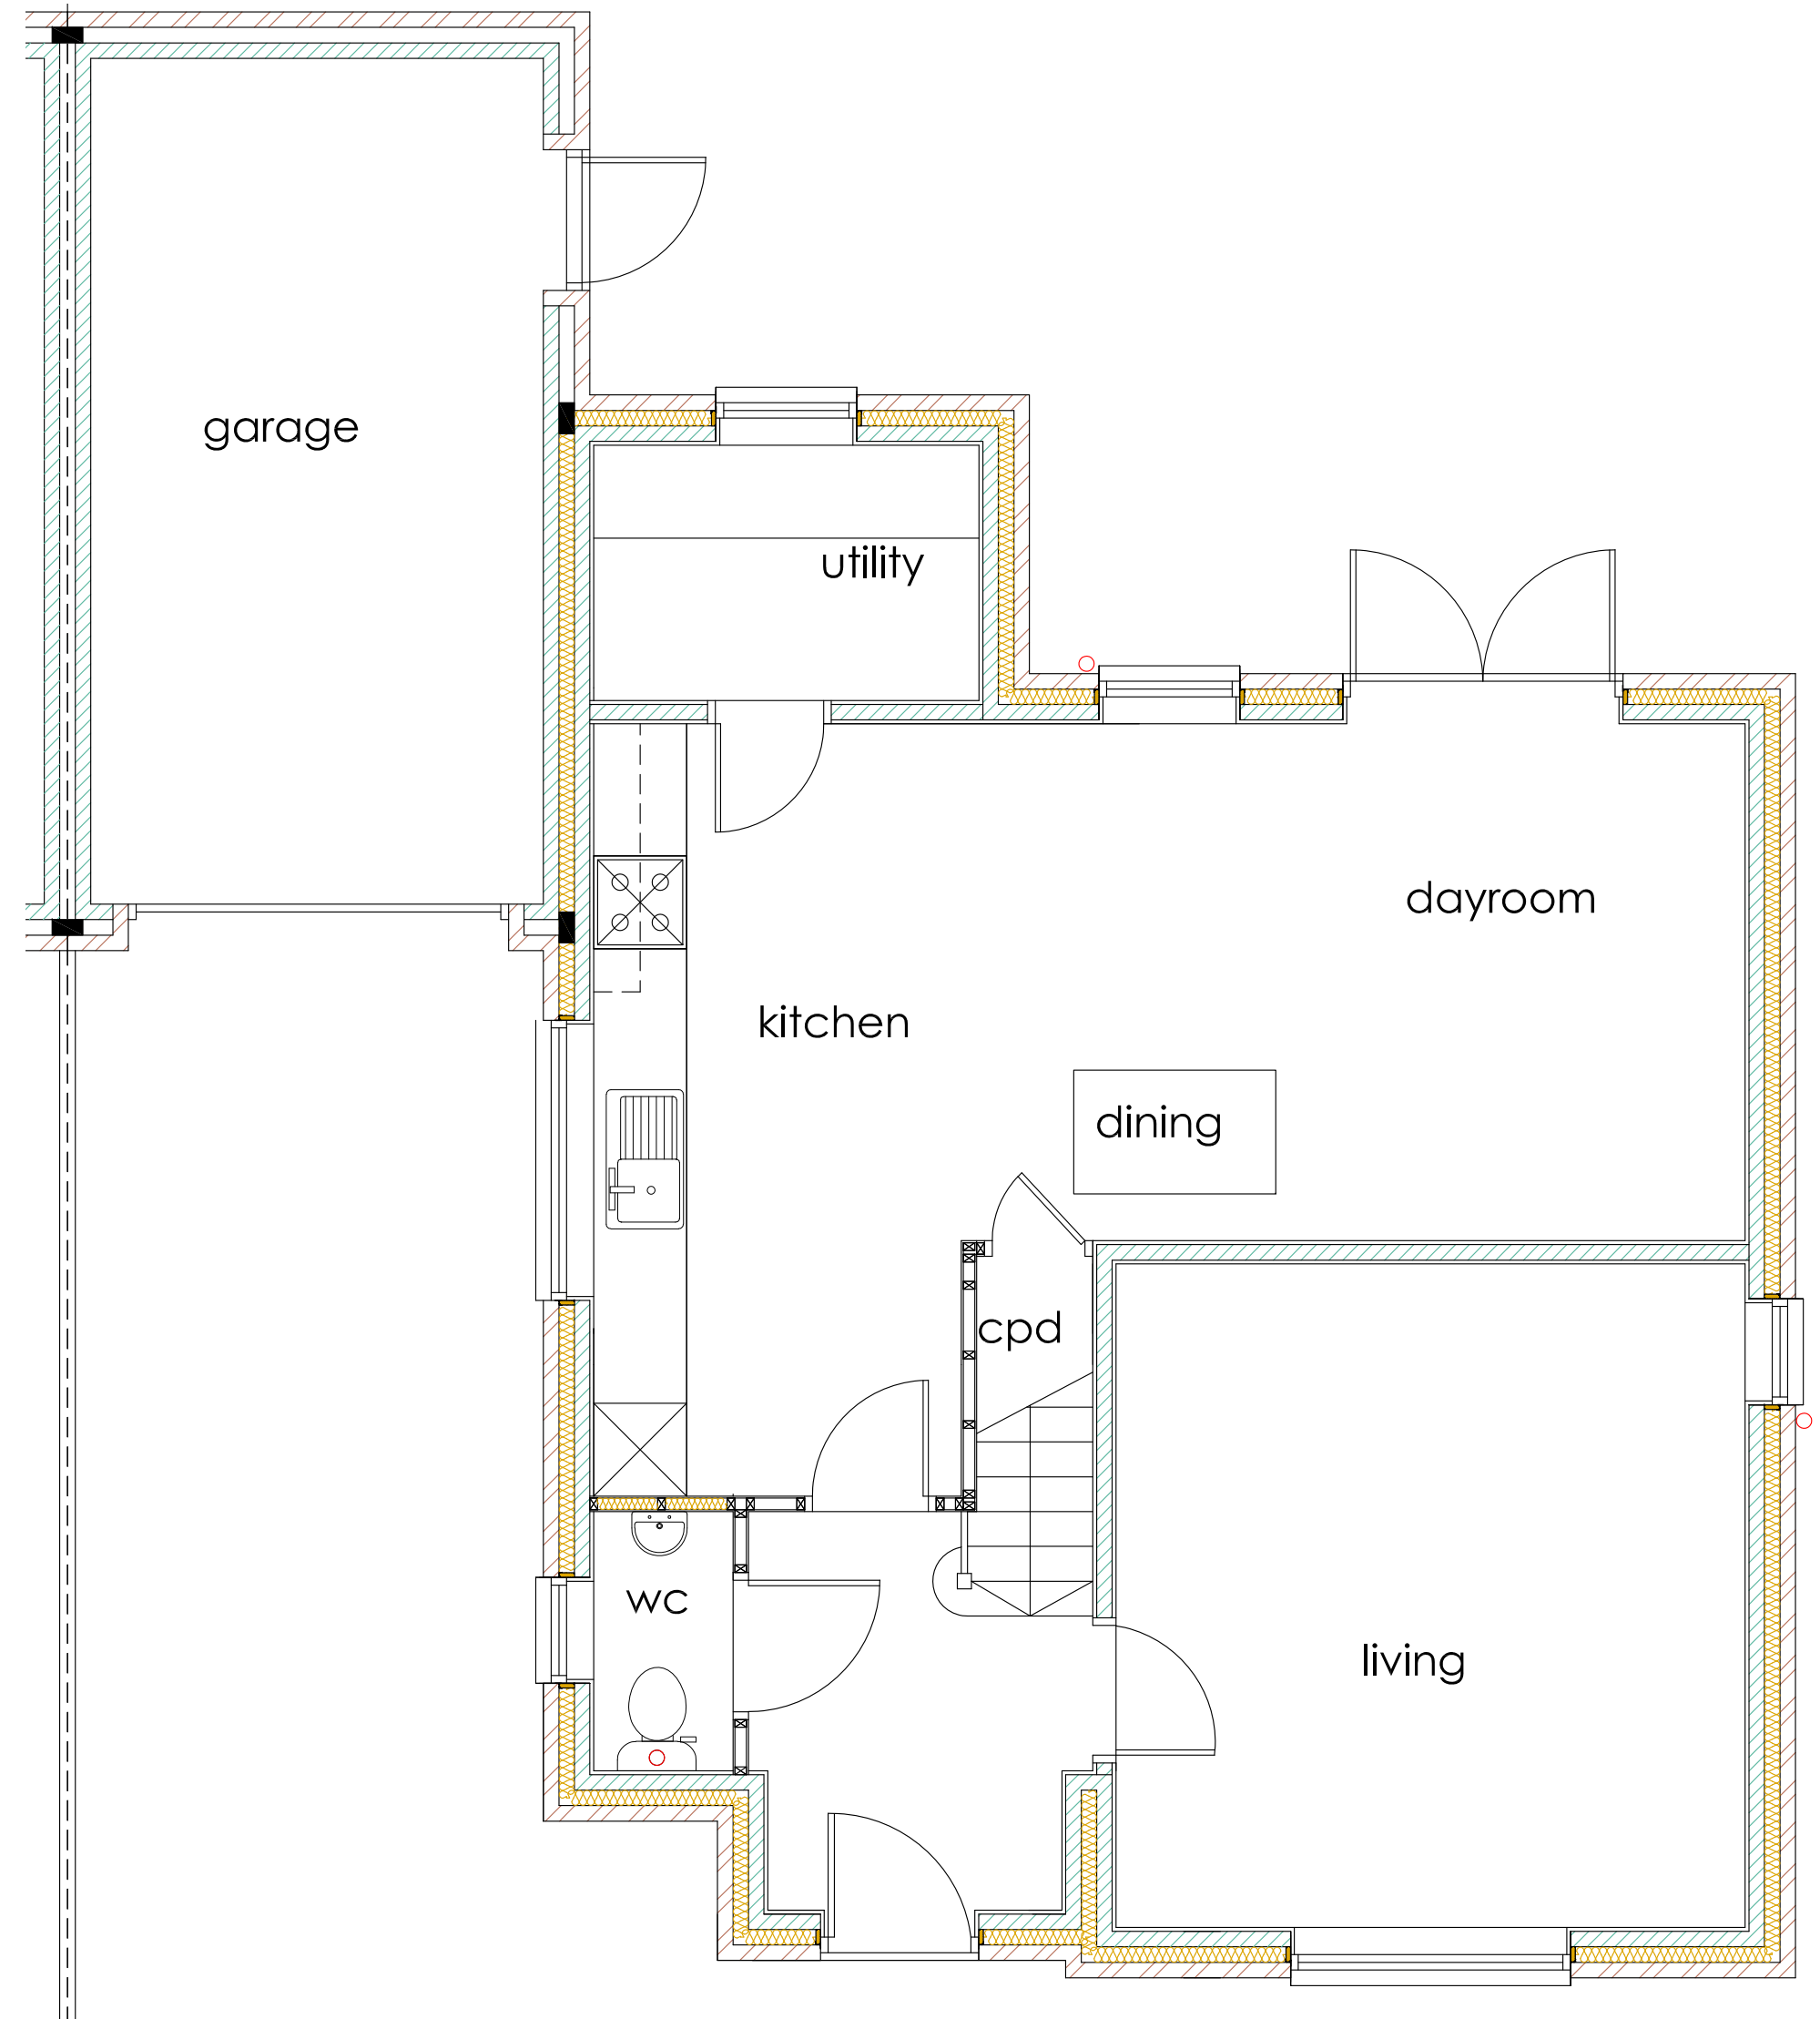 garage
utility
dayroom
kitchen
dining
cpd
wc
living